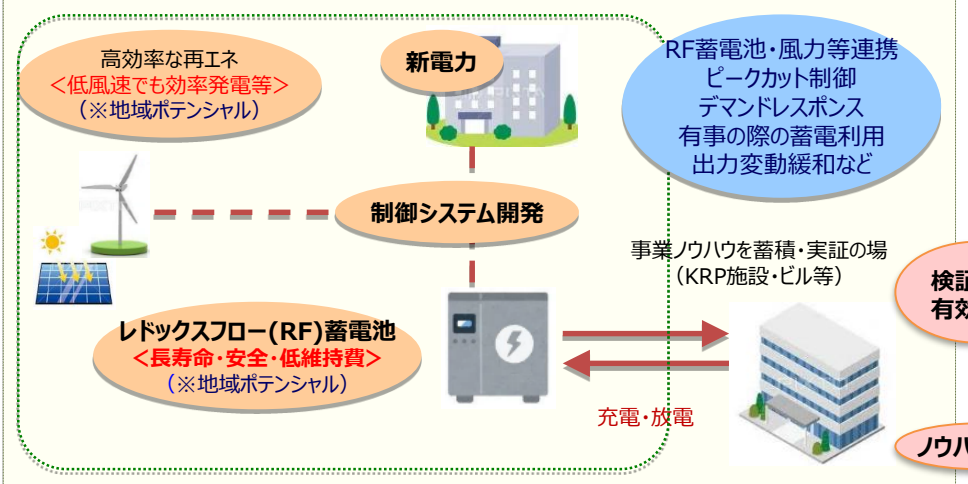 高効率な再エネ
<低風速でも効率発電等>
(※地域ポテンシャル)
新電力
RF蓄電池・風力等連携
ピークカット制御
デマンドレスポンス
有事の際の蓄電利用
出力変動緩和など
制御システム開発
事業ノウハウを蓄積・実証の場
(KRP施設・ビル等)
レドックスフロー(RF)蓄電池
<長寿命・安全・低維持費>
(※地域ポテンシャル)
充電・放電
検証
有効
ノウハ